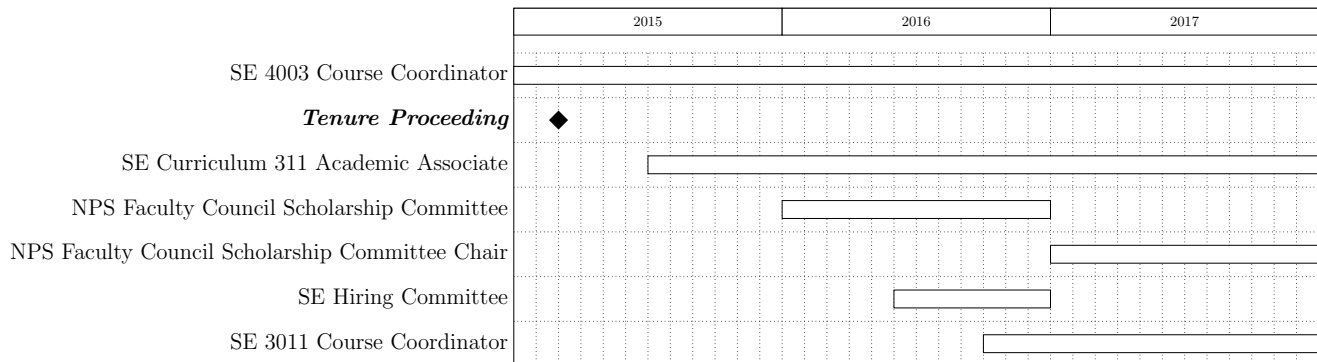 2015 2016 2017
SE 4003 Course Coordinator
Tenure Proceeding
SE Curriculum 311 Academic Associate
NPS Faculty Council Scholarship Committee
NPS Faculty Council Scholarship Committee Chair
SE Hiring Committee
SE 3011 Course Coordinator